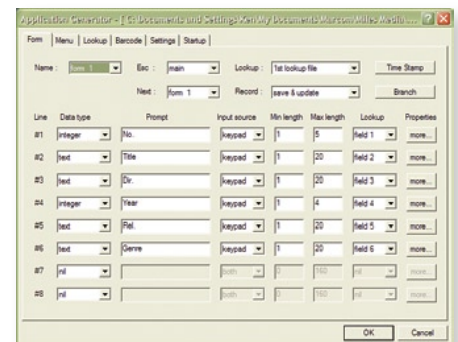 Application Generator - [ C:\Documents and Settings\Ken\My Documents\Marcom\Miles Media ...
Form Menu Lookup Barcode Settings Startup
Name : form 1 Esc : main Lookup : 1st lookup file Time Stamp
Next : form 1 Record : save & update Branch
Line Data type Prompt Input source Min length Max length Lookup Properties
#1 integer No. keypad 1 5 field 1 more...
#2 text Title keypad 1 20 field 2 more...
#3 text Dir. keypad 1 20 field 3 more...
#4 integer Year keypad 1 4 field 4 more...
#5 text Rel. keypad 1 20 field 5 more...
#6 text Genre keypad 1 20 field 6 more...
#7 nil both 0 160 nil more...
#8 nil both 0 160 nil more...
OK Cancel